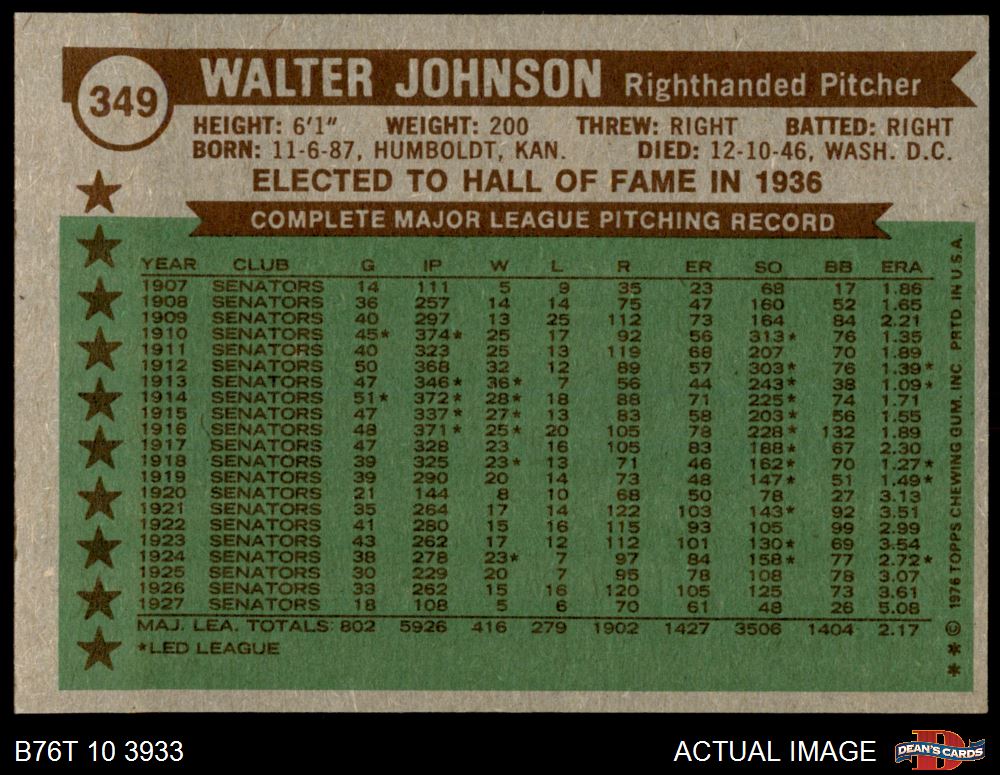 349
WALTER JOHNSON Righthanded Pitcher
HEIGHT: 6'1" WEIGHT: 200 THREW: RIGHT BATTED: RIGHT
BORN: 11-6-87, HUMBOLDT, KAN. DIED: 12-10-46, WASH. D.C.
ELECTED TO HALL OF FAME IN 1936
COMPLETE MAJOR LEAGUE PITCHING RECORD
YEAR CLUB G IP W L R ER SO BB ERA
1907 SENATORS 14 111 5 9 35 23 68 17 1.86
1908 SENATORS 36 257 14 14 75 47 160 52 1.65
1909 SENATORS 40 297 13 25 112 73 164 84 2.21
1910 SENATORS 45* 374* 25 17 92 56 313* 76 1.35
1911 SENATORS 40 323 25 13 119 68 207 70 1.89
1912 SENATORS 50 368 32 12 89 57 303* 76 1.39*
1913 SENATORS 47 346* 36* 7 56 44 243* 38 1.09*
1914 SENATORS 51* 372* 28* 18 88 71 225* 74 1.71
1915 SENATORS 47 337* 27* 13 83 58 203* 56 1.55
1916 SENATORS 48 371* 25* 20 105 78 228* 132 1.89
1917 SENATORS 47 328 23 16 105 83 188* 67 2.30
1918 SENATORS 39 325 23* 13 71 46 162* 70 1.27*
1919 SENATORS 39 290 20 14 73 48 147* 51 1.49*
1920 SENATORS 21 144 8 10 68 50 78 27 3.13
1921 SENATORS 35 264 17 14 122 103 143* 92 3.51
1922 SENATORS 41 280 15 16 115 93 105 99 2.99
1923 SENATORS 43 262 17 12 112 101 130* 69 3.54
1924 SENATORS 38 278 23* 7 97 84 158* 77 2.72*
1925 SENATORS 30 229 20 7 95 78 108 78 3.07
1926 SENATORS 33 262 15 16 120 105 125 73 3.61
1927 SENATORS 18 108 5 6 70 61 48 26 5.08
MAJ. LEA. TOTALS: 802 5926 416 279 1902 1427 3506 1404 2.17
*LED LEAGUE
* * © 1976 TOPPS CHEWING GUM, INC PRTD. IN U.S.A.
B76T 10 3933 ACTUAL IMAGE
D
DEAN'S CARDS